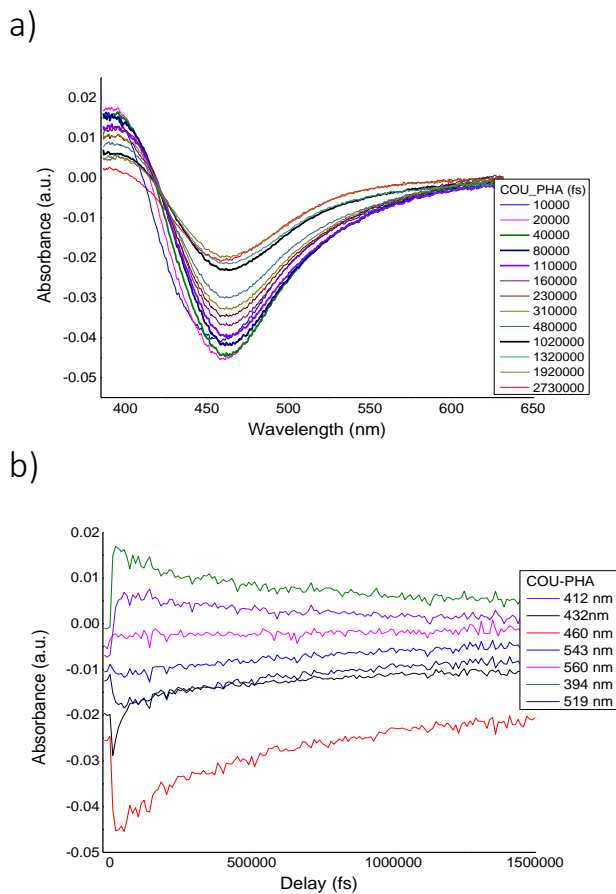 a)
0.02
0.01
0.00
-0.01
-0.02
-0.03
-0.04
-0.05
Absorbance (a.u.)
400 450 500 550 600 650
Wavelength (nm)
COU_PHA (fs)
10000
20000
40000
80000
110000
160000
230000
310000
480000
1020000
1320000
1920000
2730000
b)
0.02
0.01
0.00
-0.01
-0.02
-0.03
-0.04
-0.05
Absorbance (a.u.)
0 5000000 1000000 1500000
Delay (fs)
COU-PHA
412 nm
432nm
460 nm
543 nm
560 nm
394 nm
519 nm